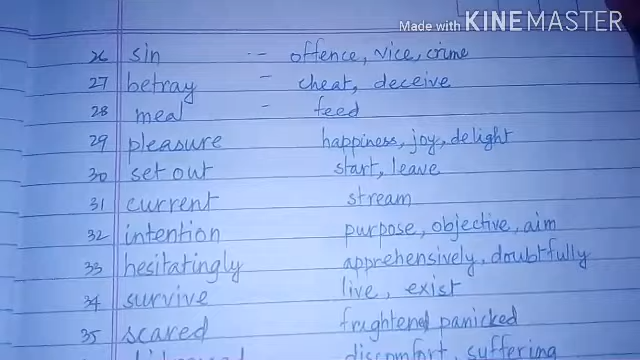 Made with KINEMASTER
26 sin -- offence, vice, crime
27 betray - cheat, deceive
28 meal - feed
29 pleasure happiness, joy, delight
30 set out start, leave
31 current stream
32 intention purpose, objective, aim
33 hesitatingly apprehensively, doubtfully
34 survive live, exist
35 scared frightened panicked
discomfort, suffering